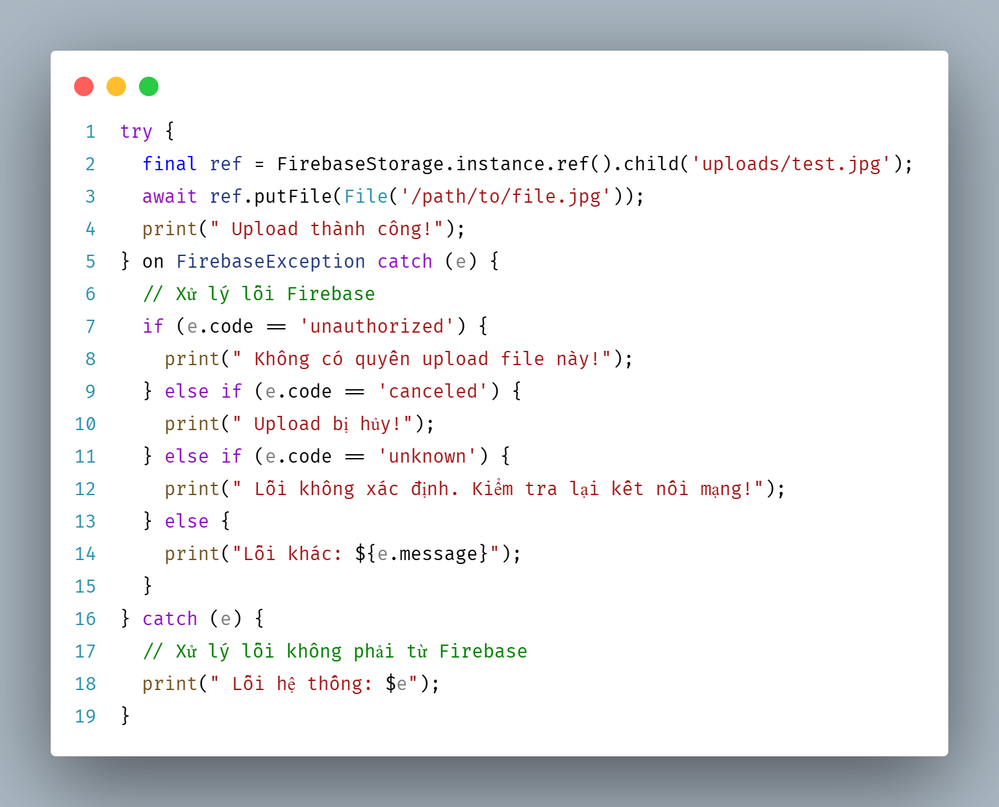 1 try {
2   final ref = FirebaseStorage.instance.ref().child('uploads/test.jpg');
3   await ref.putFile(File('/path/to/file.jpg'));
4   print(" Upload thành công!");
5 } on FirebaseException catch (e) {
6   // Xử lý lỗi Firebase
7   if (e.code == 'unauthorized') {
8     print(" Không có quyền upload file này!");
9   } else if (e.code == 'canceled') {
10     print(" Upload bị hủy!");
11   } else if (e.code == 'unknown') {
12     print(" Lỗi không xác định. Kiểm tra lại kết nối mạng!");
13   } else {
14     print("Lỗi khác: ${e.message}");
15   }
16 } catch (e) {
17   // Xử lý lỗi không phải từ Firebase
18   print(" Lỗi hệ thống: $e");
19 }